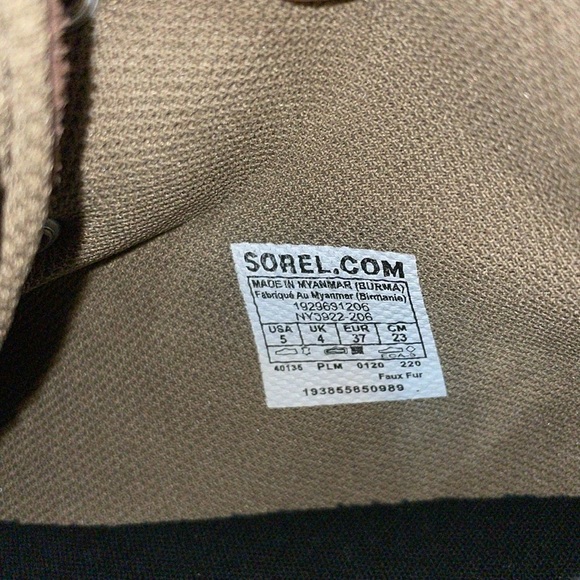 SOREL.COM
MADE IN MYANMAR (BURMA)
Fabriqué Au Myanmar (Birmanie)
1929691206
NY3922-206
USA UK EUR CM
5 4 37 23
40135 PLM 0120 220
Faux Fur
193855650989